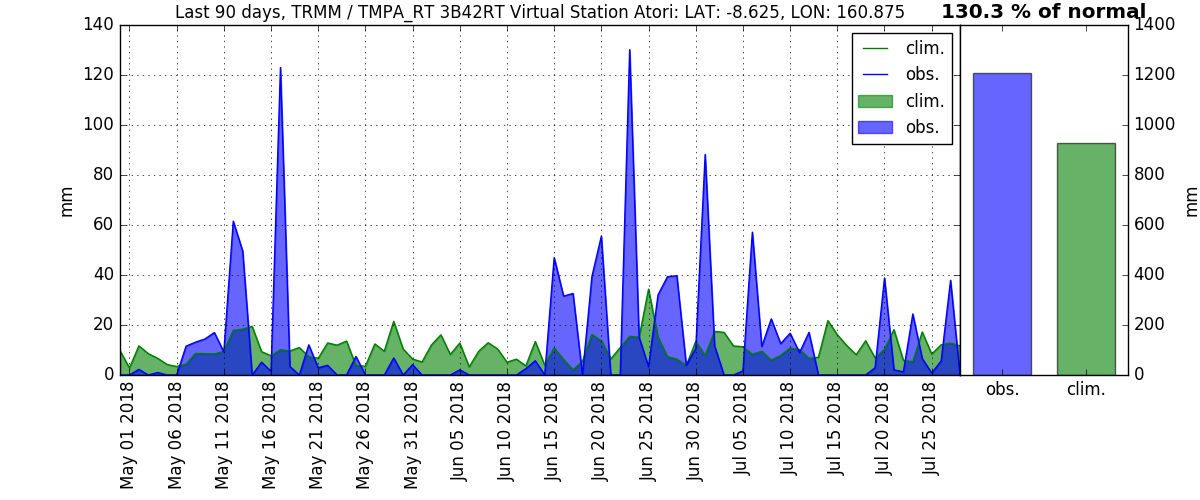 Last 90 days, TRMM / TMPA_RT 3B42RT Virtual Station Atori: LAT: -8.625, LON: 160.875
130.3 % of normal
140
120
100
80
60
40
20
0
mm
clim.
obs.
clim.
obs.
1400
1200
1000
800
600
400
200
0
mm
obs.
clim.
May 01 2018
May 06 2018
May 11 2018
May 16 2018
May 21 2018
May 26 2018
May 31 2018
Jun 05 2018
Jun 10 2018
Jun 15 2018
Jun 20 2018
Jun 25 2018
Jun 30 2018
Jul 05 2018
Jul 10 2018
Jul 15 2018
Jul 20 2018
Jul 25 2018